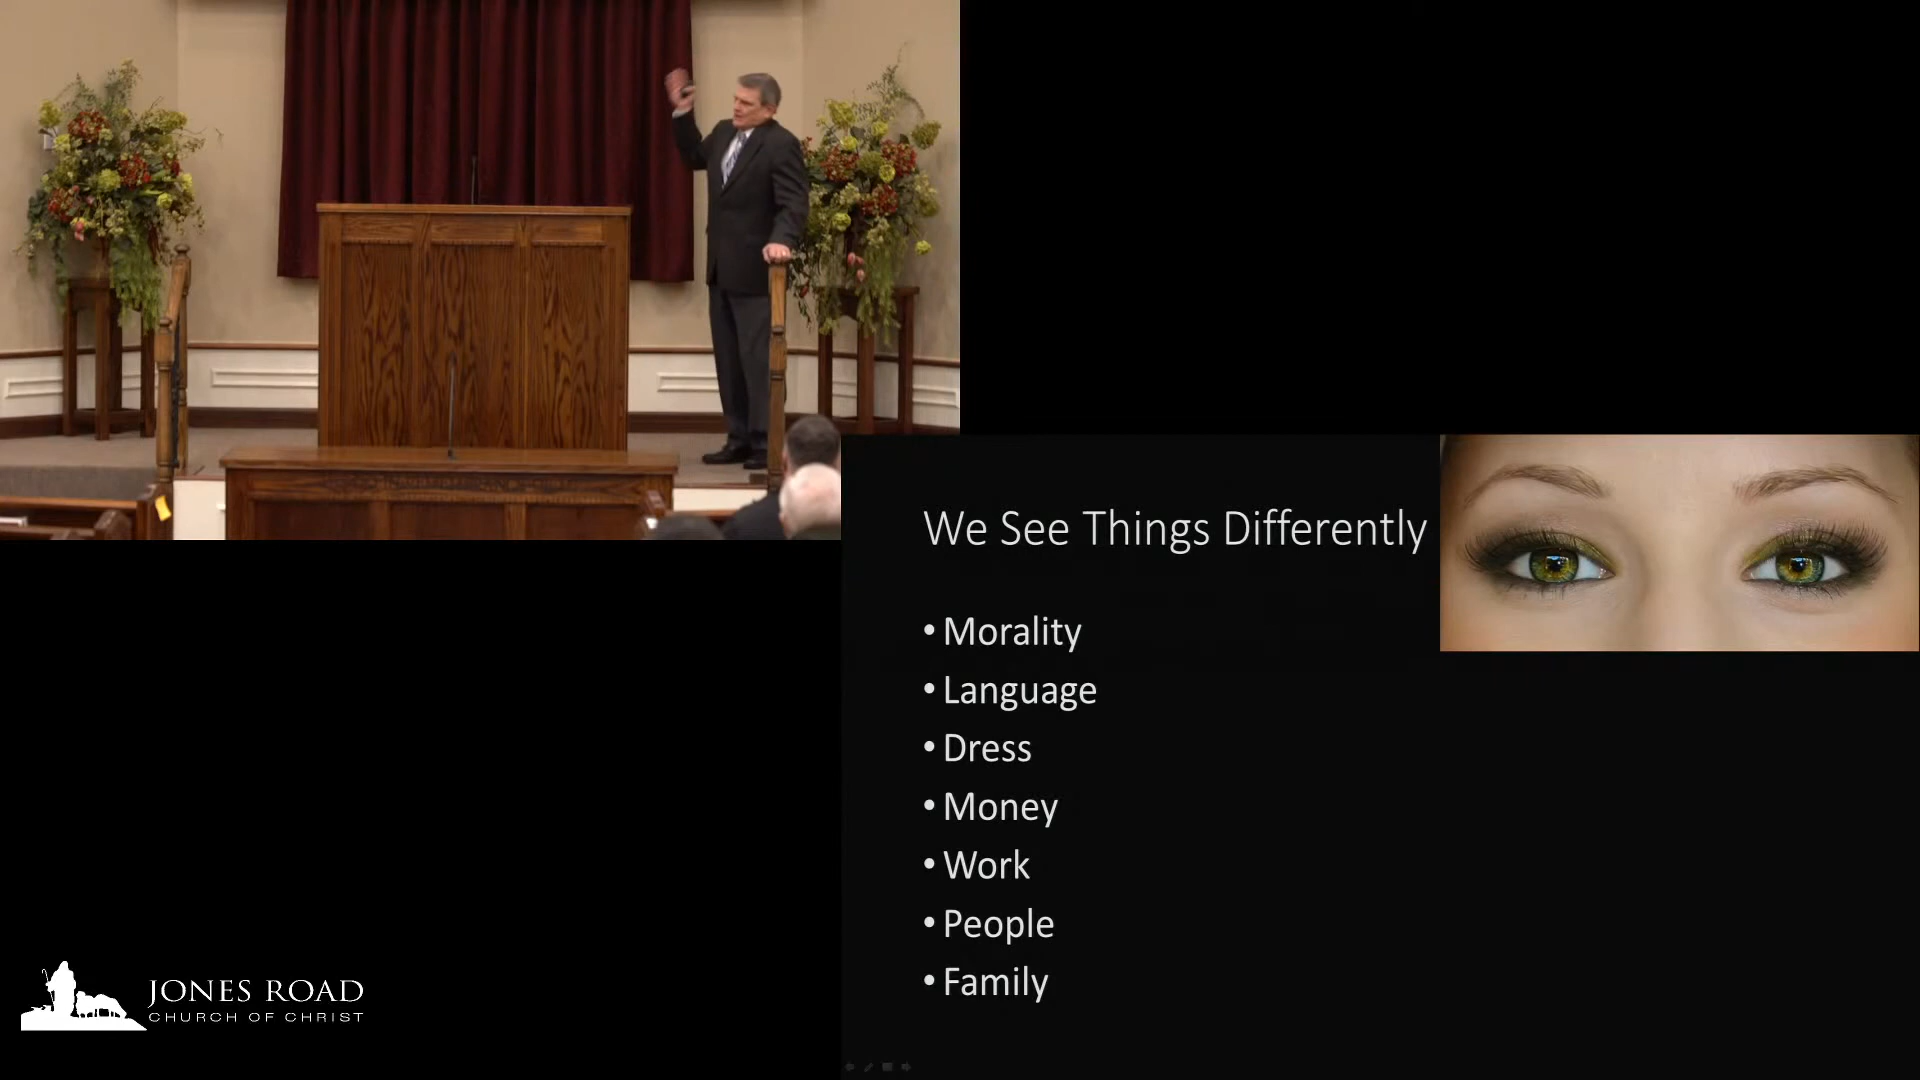 We See Things Differently
• Morality
• Language
• Dress
• Money
• Work
• People
• Family
JONES ROAD
CHURCH OF CHRIST